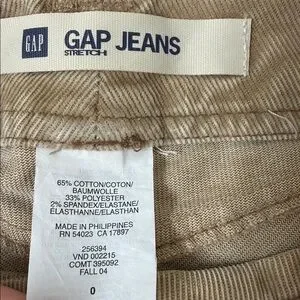 GAP
GAP JEANS
STRETCH
65% COTTON/COTON/
BAUMWOLLE
33% POLYESTER
2% SPANDEX/ELASTANE/
ELASTHANNE/ELASTHAN
MADE IN PHILIPPINES
RN 54023 CA 17897
256394
VND 002215
COMT 395092
FALL 04
0